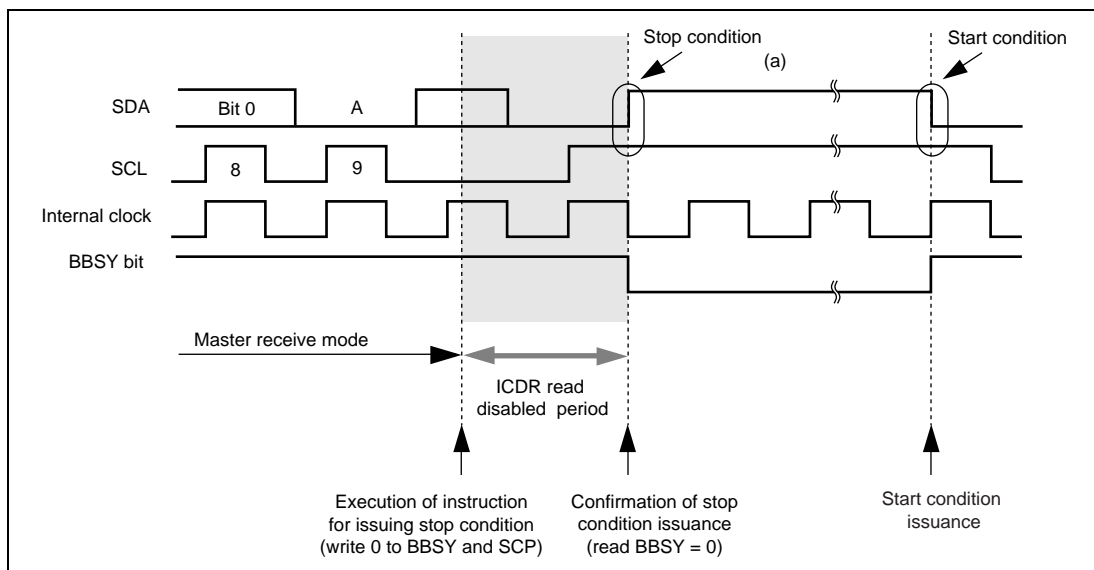 Stop condition
(a)
Start condition
SDA
Bit 0
A
SCL
8
9
Internal clock
BBSY bit
Master receive mode
ICDR read
disabled period
Execution of instruction
for issuing stop condition
(write 0 to BBSY and SCP)
Confirmation of stop
condition issuance
(read BBSY = 0)
Start condition
issuance